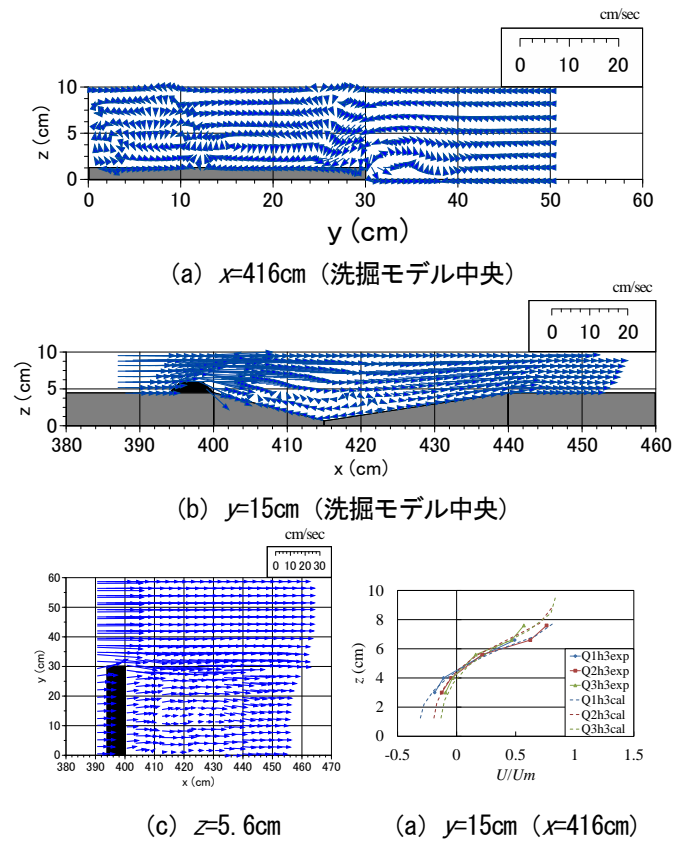 cm/sec
0 10 20
10
5
0
z (cm)
0 10 20 30 40 50 60
y (cm)
(a) x=416cm (洗掘モデル中央)
cm/sec
0 10 20
10
5
0
z (cm)
380 390 400 410 420 430 440 450 460
x (cm)
(b) y=15cm (洗掘モデル中央)
cm/sec
0 10 20 30
60
50
40
30
20
10
0
y (cm)
380 390 400 410 420 430 440 450 460 470
x (cm)
(c) z=5.6cm
10
8
6
4
2
0
z (cm)
Q1h3exp
Q2h3exp
Q3h3exp
Q1h3cal
Q2h3cal
Q3h3cal
-0.5 0 0.5 1 1.5
U/Um
(a) y=15cm (x=416cm)